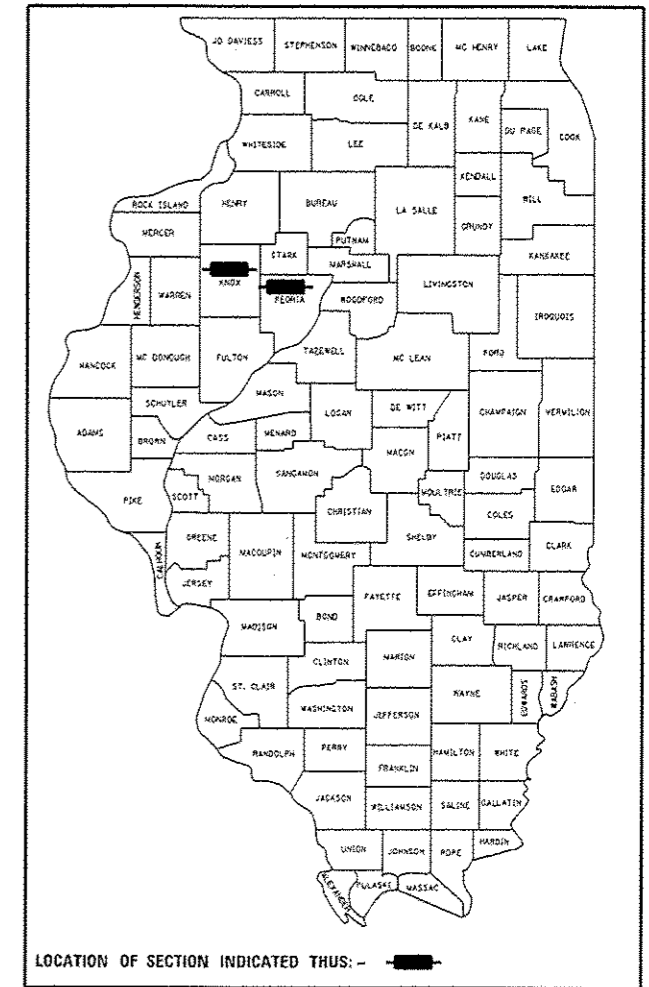 JO DAVIESS STEPHENSON WINNEBAGO BOONE MC HENRY LAKE
CARROLL OGLE DE KALB KANE DU PAGE COOK
WHITESIDE LEE KENDALL WILL
ROCK ISLAND HENRY BUREAU LA SALLE GRUNDY
MERCER STARK PUTNAM MARSHALL KANKAKEE
HENDERSON WARREN KNOX PEORIA WOODFORD LIVINGSTON IROQUOIS
HANCOCK MC DONOUGH FULTON TAZEWELL MC LEAN FORD
SCHUYLER MASON LOGAN DE WITT CHAMPAIGN VERMILION
ADAMS BROWN CASS MENARD MACON PIATT
PIKE SCOTT MORGAN SANGAMON MOULTRIE DOUGLAS EDGAR
CHRISTIAN COLES
CALHOUN GREENE MACOUPIN MONTGOMERY SHELBY CUMBERLAND CLARK
JERSEY FAYETTE EFFINGHAM JASPER CRAWFORD
MADISON BOND CLAY RICHLAND LAWRENCE
CLINTON MARION
ST. CLAIR WASHINGTON JEFFERSON WAYNE EDWARDS WABASH
MONROE
RANDOLPH PERRY HAMILTON WHITE
FRANKLIN
JACKSON WILLIAMSON SALINE GALLATIN
UNION JOHNSON POPE HARDIN
ALEXANDER PULASKI MASSAC
LOCATION OF SECTION INDICATED THUS: -